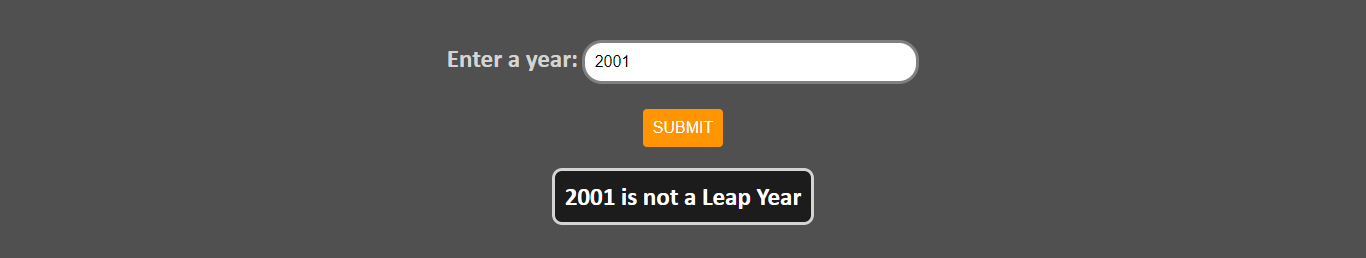 Enter a year: 2001
SUBMIT
2001 is not a Leap Year